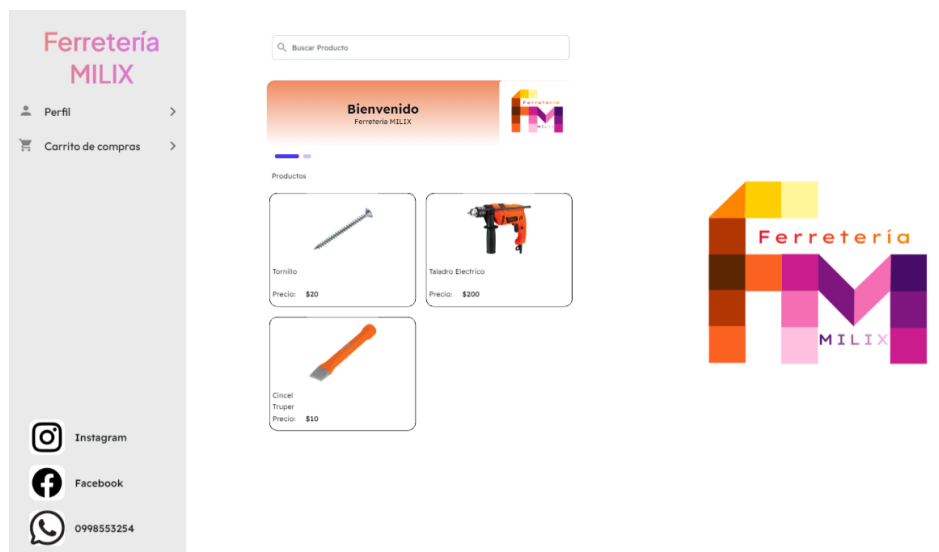 Ferretería
MILIX
Perfil
Carrito de compras
Instagram
Facebook
0998553254
Buscar Producto
Bienvenido
Ferreteria MILIX
Ferretería
MILIX
Productos
Tornillo
Precio: $20
Taladro Electrico
Precio: $200
Cincel
Truper
Precio: $10
Ferretería
MILIX